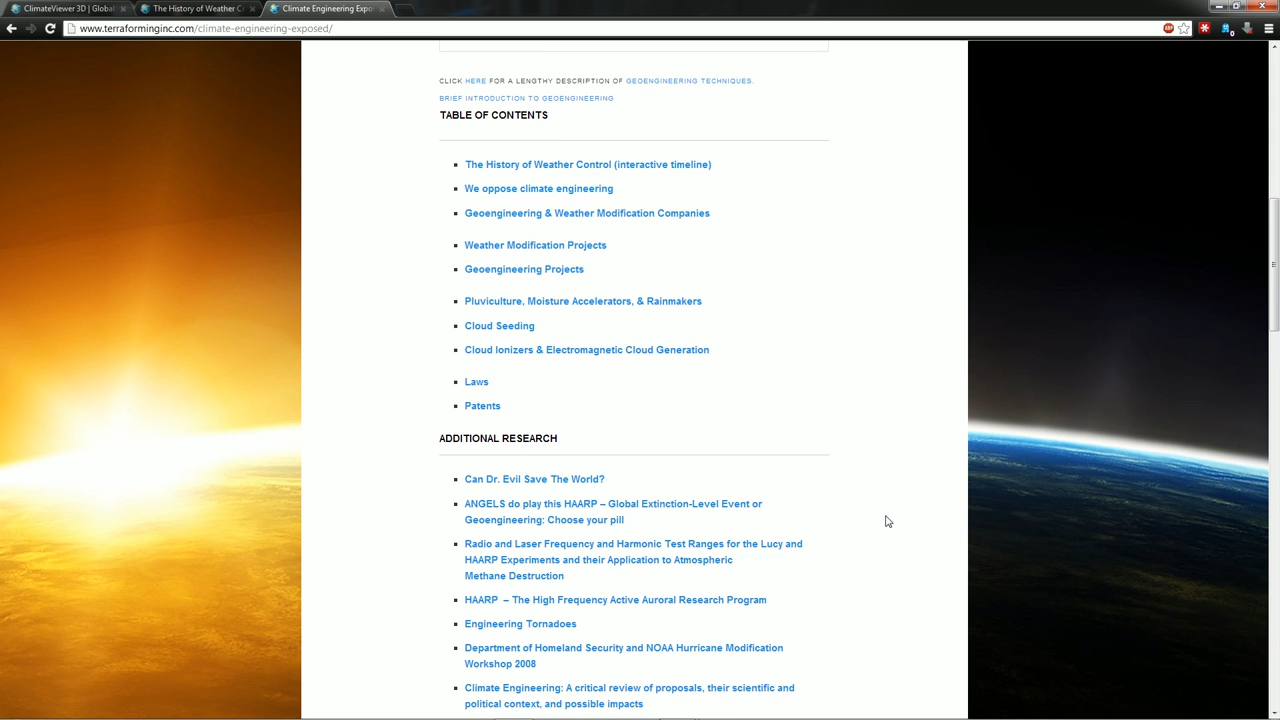 ClimateViewer 3D | Global
The History of Weather C
Climate Engineering Expo
www.terraforminginc.com/climate-engineering-exposed/
CLICK HERE FOR A LENGTHY DESCRIPTION OF GEOENGINEERING TECHNIQUES.
BRIEF INTRODUCTION TO GEOENGINEERING
TABLE OF CONTENTS
The History of Weather Control (interactive timeline)
We oppose climate engineering
Geoengineering & Weather Modification Companies
Weather Modification Projects
Geoengineering Projects
Pluviculture, Moisture Accelerators, & Rainmakers
Cloud Seeding
Cloud Ionizers & Electromagnetic Cloud Generation
Laws
Patents
ADDITIONAL RESEARCH
Can Dr. Evil Save The World?
ANGELS do play this HAARP – Global Extinction-Level Event or
Geoengineering: Choose your pill
Radio and Laser Frequency and Harmonic Test Ranges for the Lucy and
HAARP Experiments and their Application to Atmospheric
Methane Destruction
HAARP – The High Frequency Active Auroral Research Program
Engineering Tornadoes
Department of Homeland Security and NOAA Hurricane Modification
Workshop 2008
Climate Engineering: A critical review of proposals, their scientific and
political context, and possible impacts